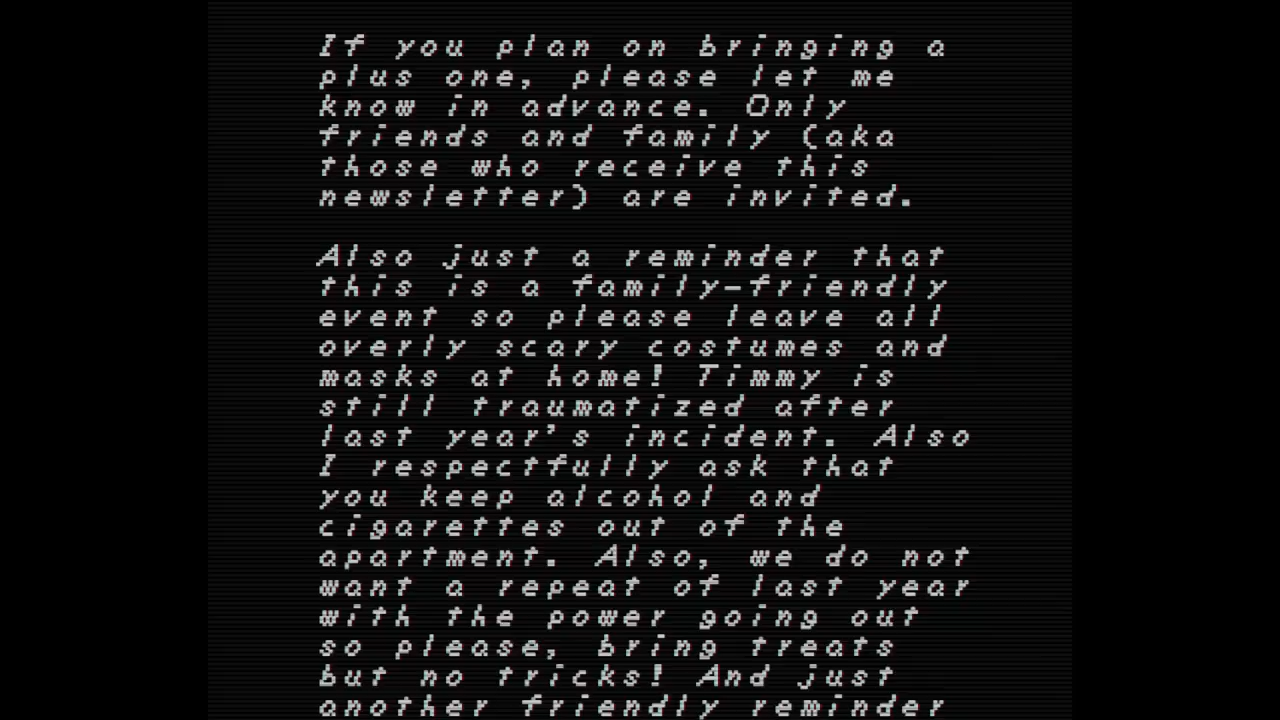 If you plan on bringing a
plus one, please let me
know in advance. Only
friends and family (aka
those who receive this
newsletter) are invited.
Also just a reminder that
this is a family-friendly
event so please leave all
overly scary costumes and
masks at home! Timmy is
still traumatized after
last year's incident. Also
I respectfully ask that
you keep alcohol and
cigarettes out of the
apartment. Also, we do not
want a repeat of last year
with the power going out
so please, bring treats
but no tricks! And just
another friendly reminder